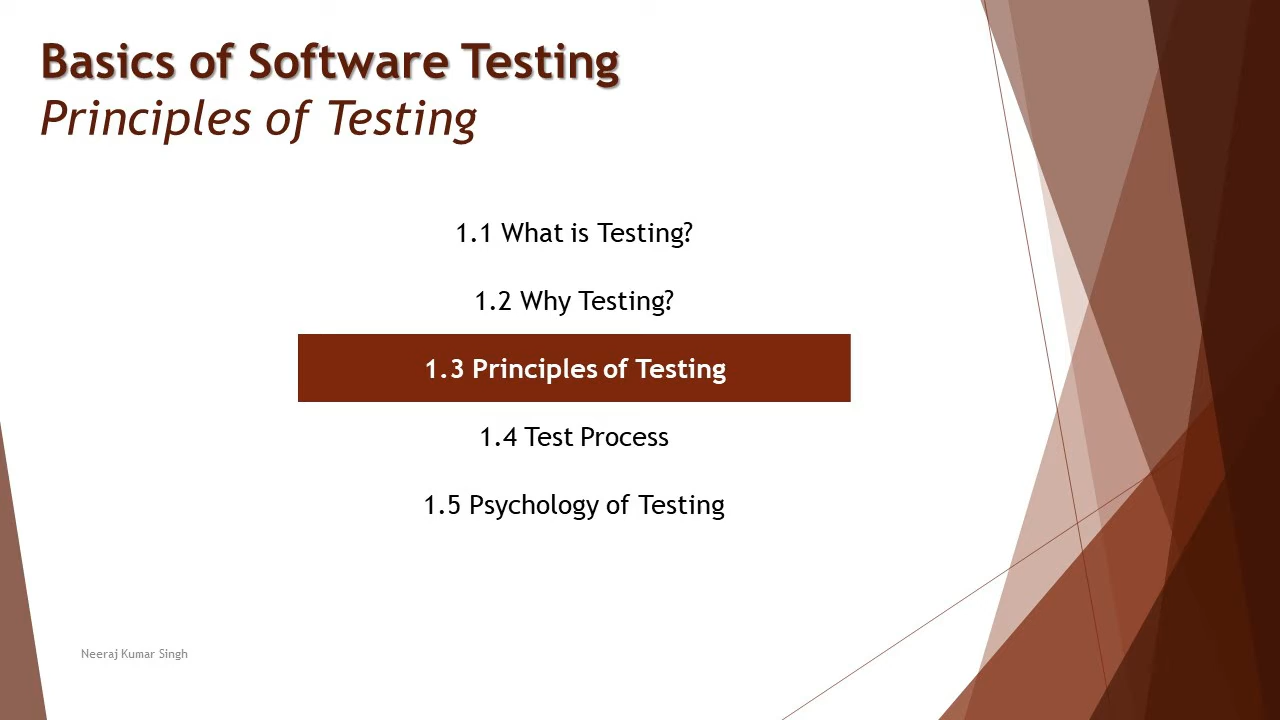 Basics of Software Testing
Principles of Testing
1.1 What is Testing?
1.2 Why Testing?
1.3 Principles of Testing
1.4 Test Process
1.5 Psychology of Testing
Neeraj Kumar Singh